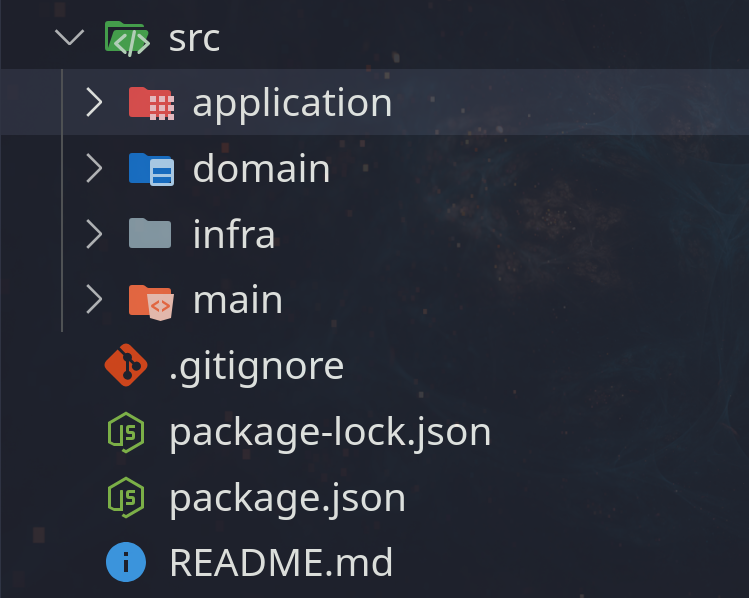 src
application
domain
infra
main
.gitignore
package-lock.json
package.json
README.md